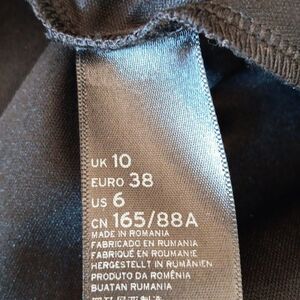 UK 10
EURO 38
US 6
CN 165/88A
MADE IN ROMANIA
FABRICADO EN RUMANIA
FABRIQUÉ EN ROUMANIE
HERGESTELLT IN RUMÄNIEN
PRODUTO DA ROMÊNIA
BUATAN RUMANIA